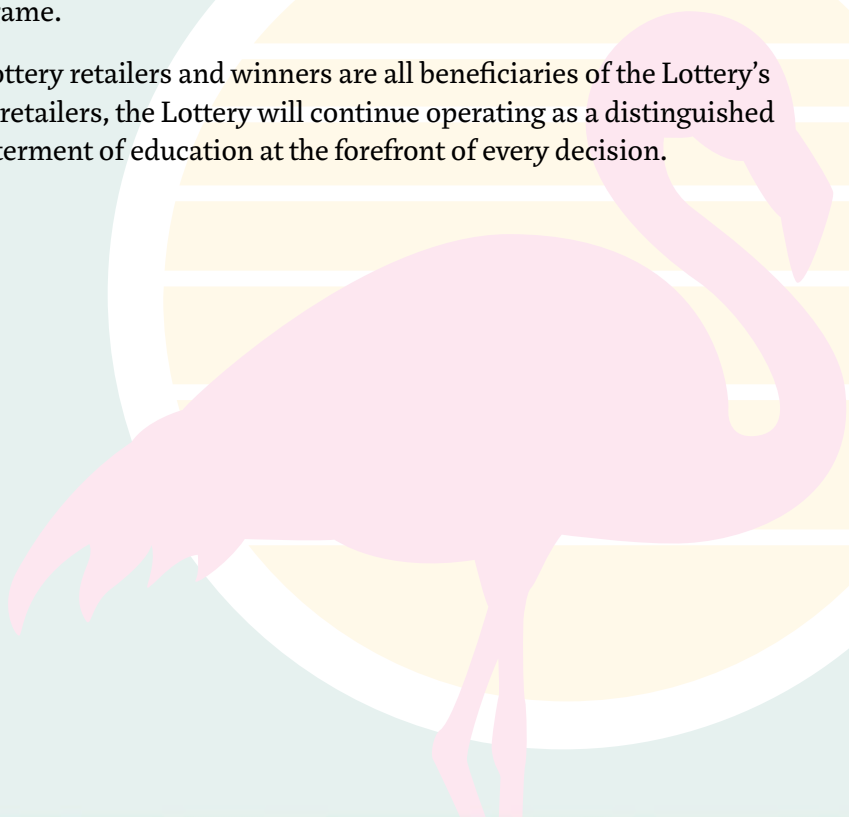 ame.
ottery retailers and winners are all beneficiaries of the Lottery’s
retailers, the Lottery will continue operating as a distinguished
terment of education at the forefront of every decision.